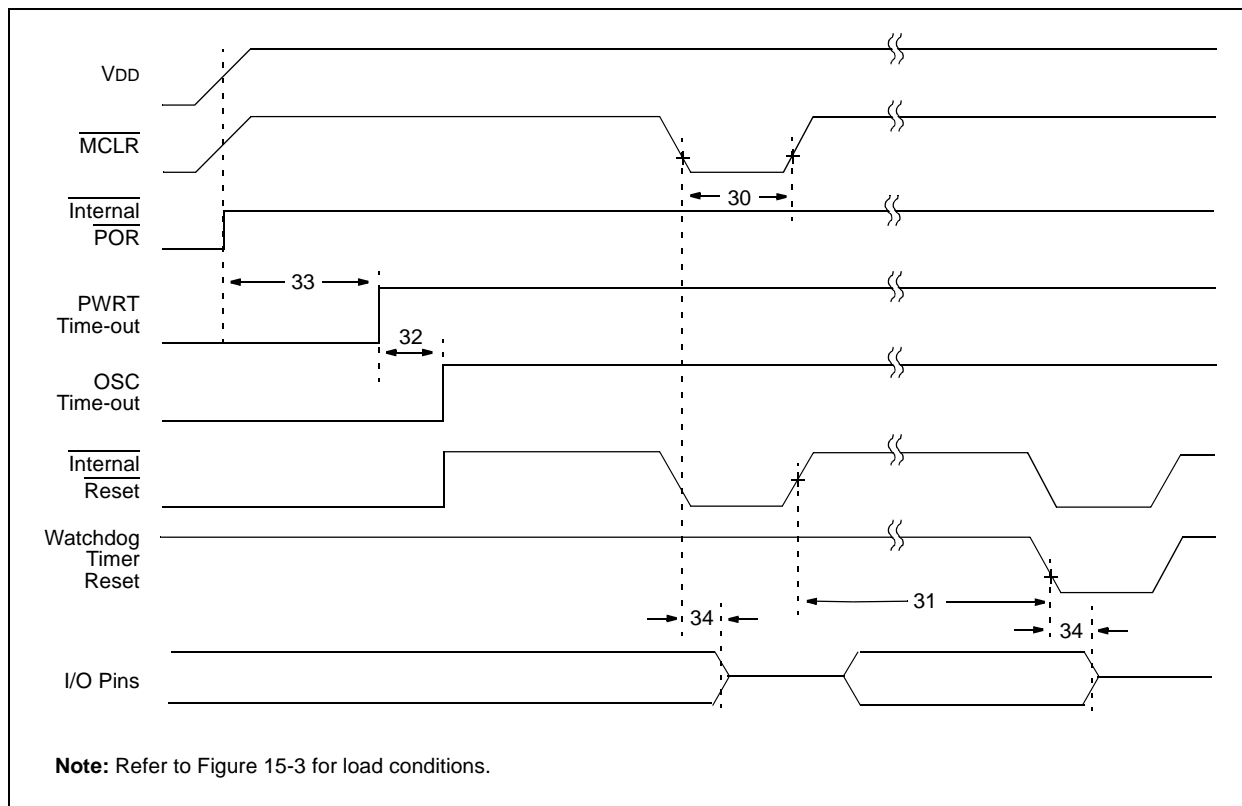 VDD
MCLR
30
Internal
POR
33
PWRT
Time-out
32
OSC
Time-out
Internal
Reset
Watchdog
Timer
Reset
31
34
34
I/O Pins
Note: Refer to Figure 15-3 for load conditions.